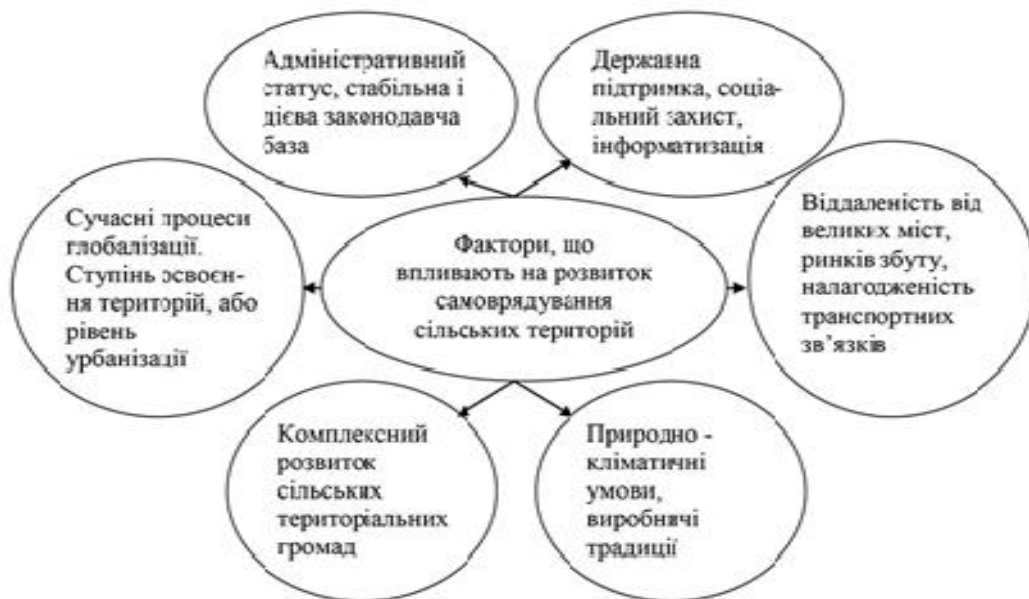 Адміністративний
статус, стабільна і
дієва законодавча
база
Державна
підтримка, соціа-
льний захист,
інформатизація
Сучасні процеси
глобалізації.
Ступінь освоєн-
ня територій, або
рівень
урбанізації
Фактори, що
впливають на розвиток
самоврядування
сільських територій
Віддаленість від
великих міст,
ринків збуту,
налагодженість
транспортних
зв’язків
Комплексний
розвиток
сільських
територіальних
громад
Природно -
кліматичні
умови,
виробничі
традиції